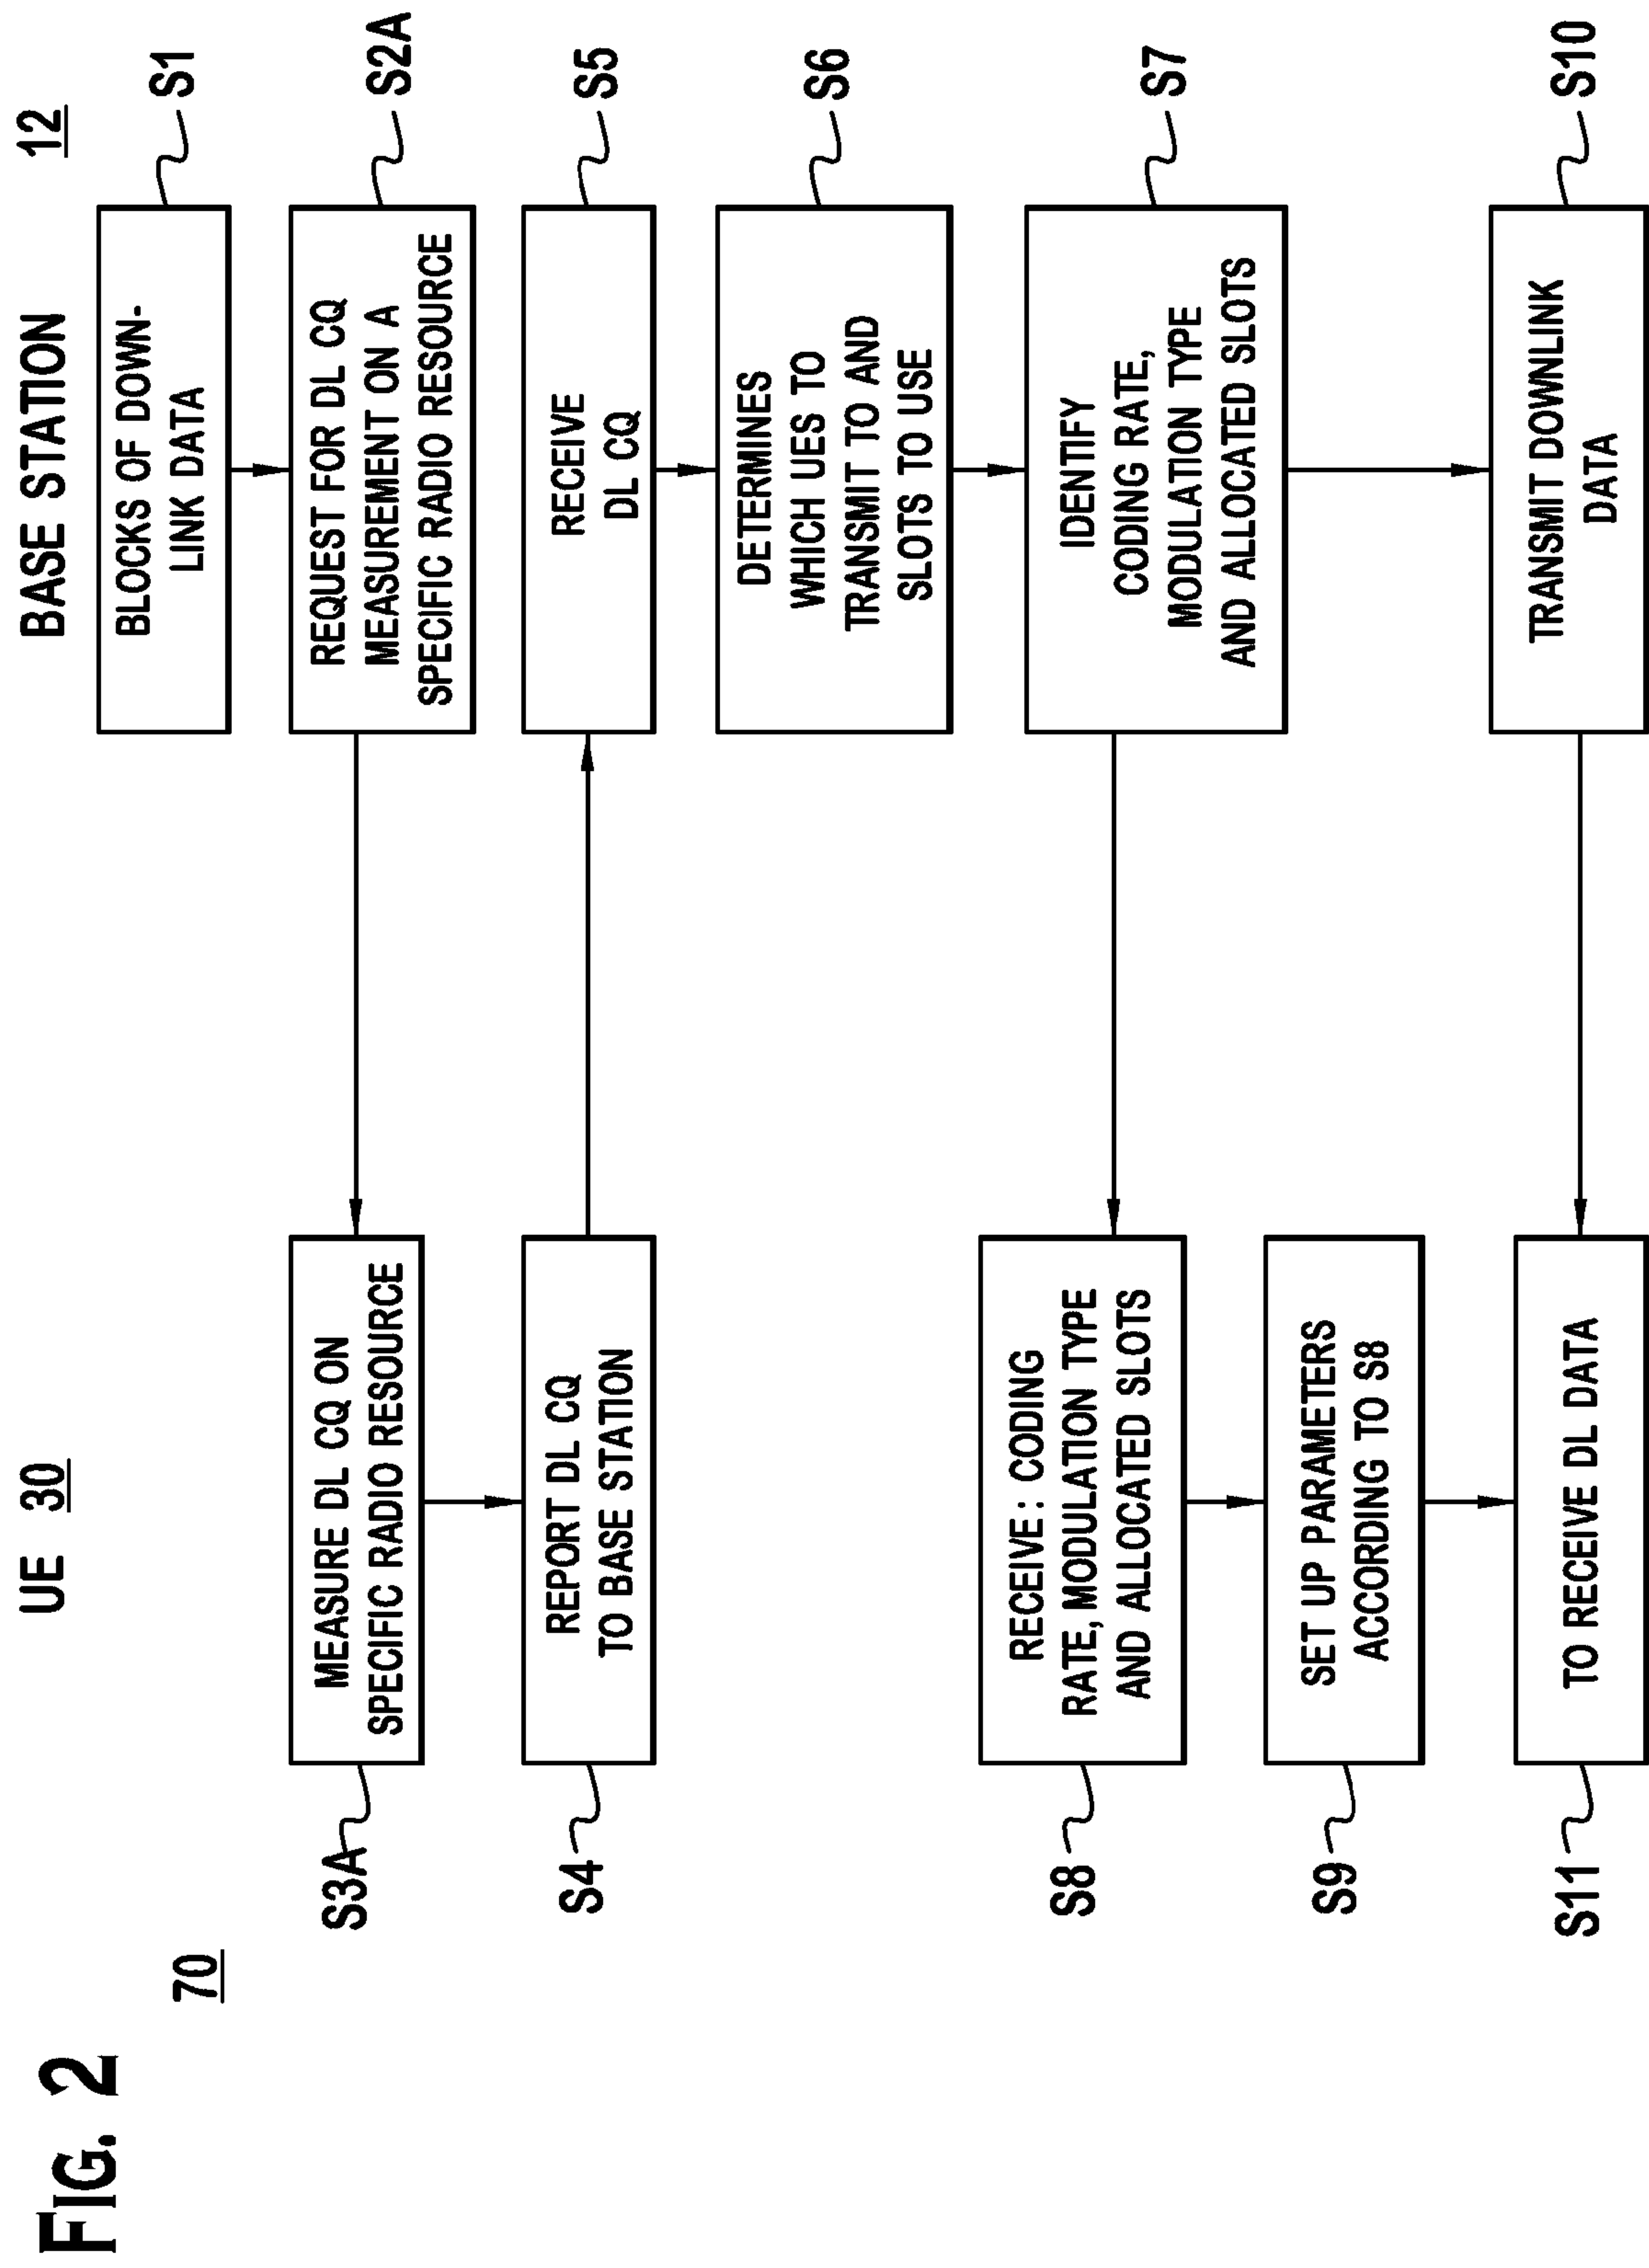 FIG. 2
70
UE 30
BASE STATION 12
BLOCKS OF DOWN-
LINK DATA
S1
REQUEST FOR DL CQ
MEASUREMENT ON A
SPECIFIC RADIO RESOURCE
S2A
S3A
MEASURE DL CQ ON
SPECIFIC RADIO RESOURCE
S4
REPORT DL CQ
TO BASE STATION
RECEIVE
DL CQ
S5
DETERMINES
WHICH UES TO
TRANSMIT TO AND
SLOTS TO USE
S6
IDENTIFY
CODING RATE,
MODULATION TYPE
AND ALLOCATED SLOTS
S7
S8
RECEIVE: CODING
RATE, MODULATION TYPE
AND ALLOCATED SLOTS
S9
SET UP PARAMETERS
ACCORDING TO S8
TRANSMIT DOWNLINK
DATA
S10
S11
TO RECEIVE DL DATA